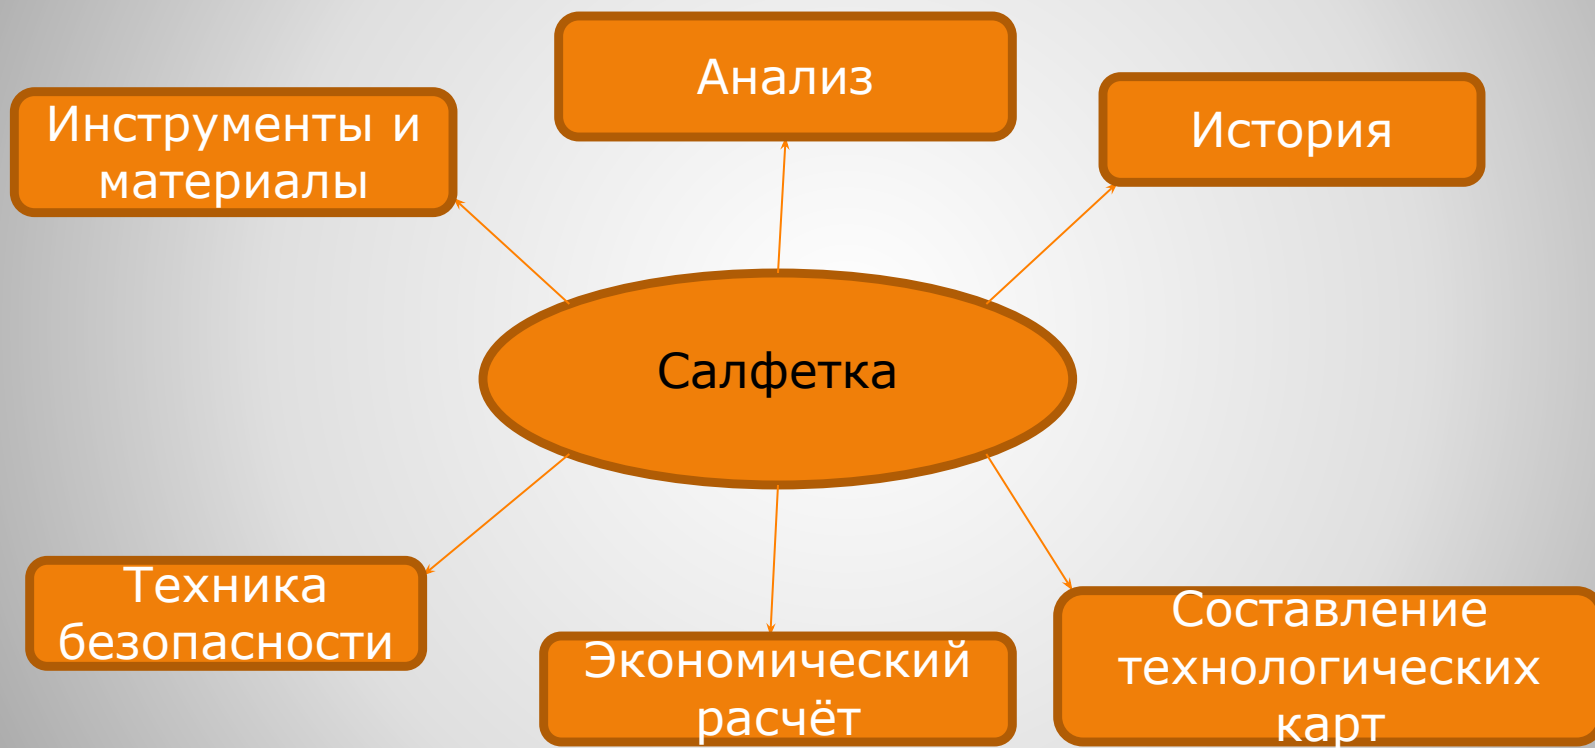 Анализ
Инструменты и
материалы
История
Салфетка
Техника
безопасности
Экономический
расчёт
Составление
технологических
карт